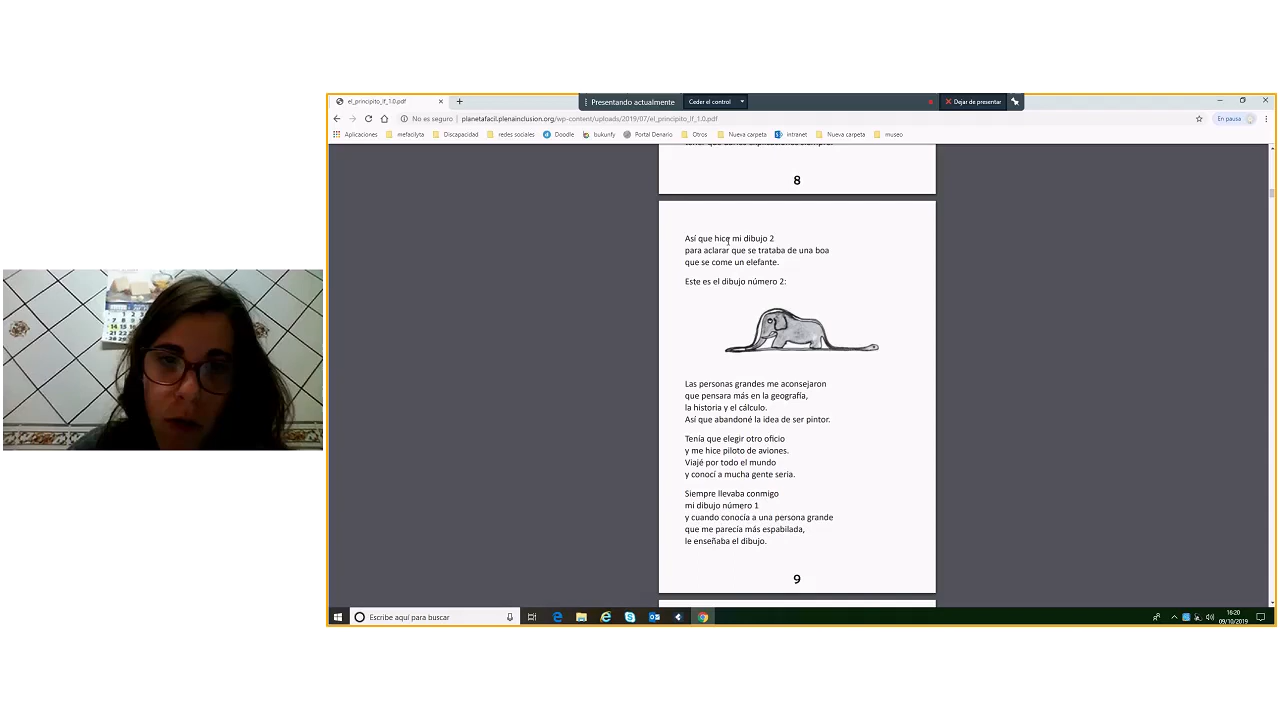 el_principito_lf_1.0.pdf
Presentando actualmente
Ceder el control
Dejar de presentar
No es seguro
planetafacil.plenainclusion.org/wp-content/uploads/2019/07/el_principito_lf_1.0.pdf
En pausa
Aplicaciones
mefacilyta
Discapacidad
redes sociales
Doodle
bukunfy
Portal Denario
Otros
Nueva carpeta
intranet
Nueva carpeta
museo
8
Así que hice mi dibujo 2
para aclarar que se trataba de una boa
que se come un elefante.
Este es el dibujo número 2:
Las personas grandes me aconsejaron
que pensara más en la geografía,
la historia y el cálculo.
Así que abandoné la idea de ser pintor.
Tenía que elegir otro oficio
y me hice piloto de aviones.
Viajé por todo el mundo
y conocí a mucha gente seria.
Siempre llevaba conmigo
mi dibujo número 1
y cuando conocía a una persona grande
que me parecía más espabilada,
le enseñaba el dibujo.
9
Escribe aquí para buscar
16:20
09/10/2019